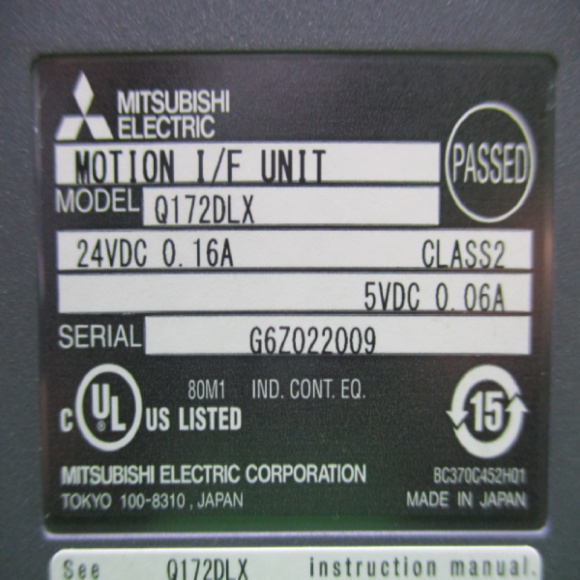 MITSUBISHI
ELECTRIC
MOTION I/F UNIT
PASSED
MODEL Q172DLX
24VDC 0.16A CLASS2
5VDC 0.06A
SERIAL G6Z022009
80M1 IND. CONT. EQ.
C UL US LISTED
15
MITSUBISHI ELECTRIC CORPORATION BC370C452H01
TOKYO 100-8310, JAPAN MADE IN JAPAN
See Q172DLX instruction manual.